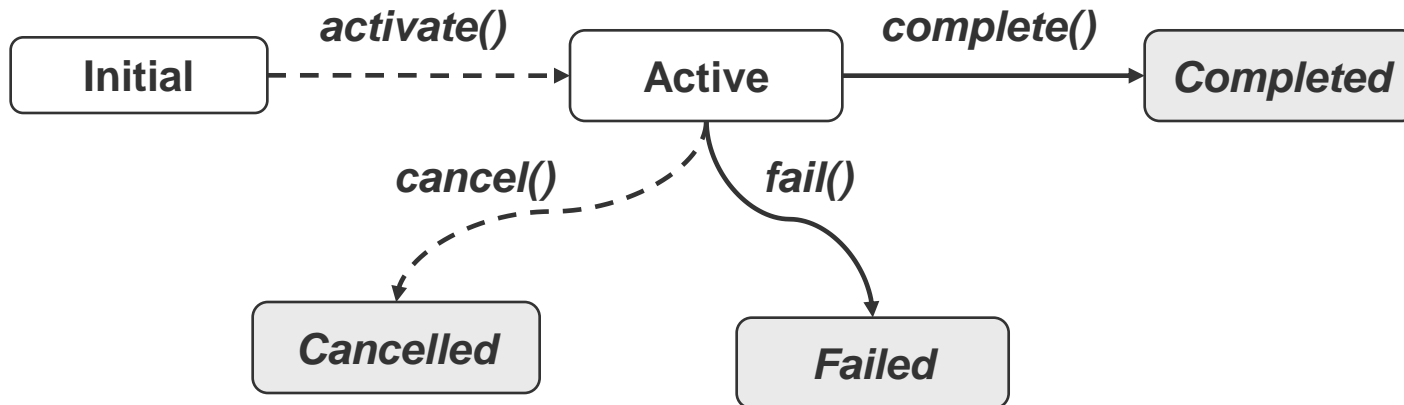 activate()
complete()
Initial
Active
Completed
cancel()
fail()
Cancelled
Failed